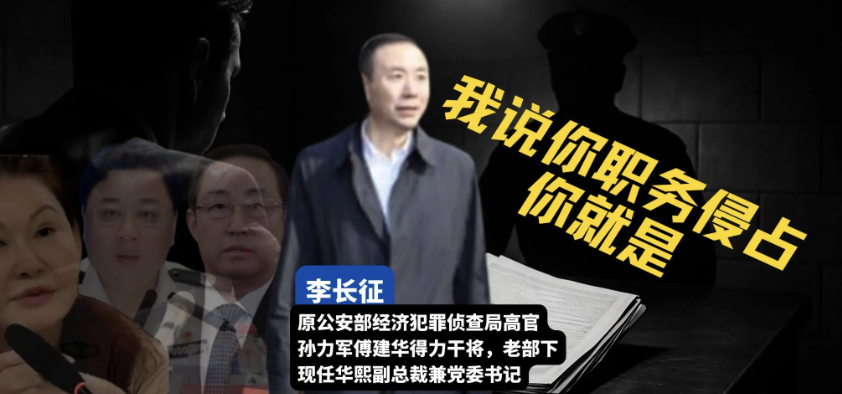 我说你职务侵占
你就是
李长征
原公安部经济犯罪侦查局高官
孙力军傅建华得力干将，老部下
现任华熙副总裁兼党委书记